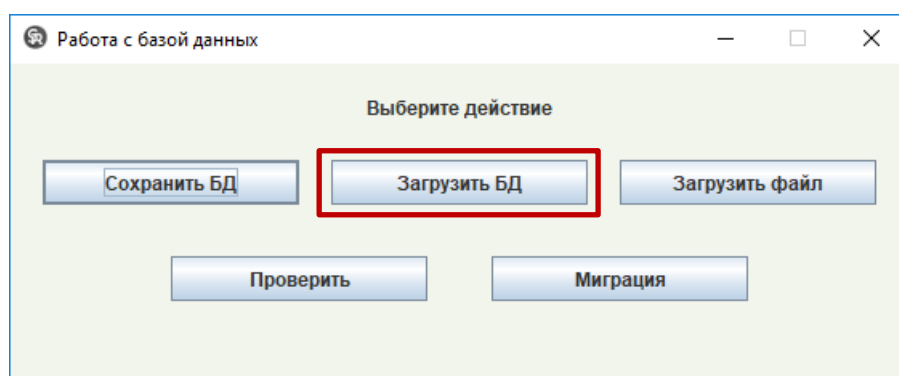 Работа с базой данных
Выберите действие
Сохранить БД
Загрузить БД
Загрузить файл
Проверить
Миграция